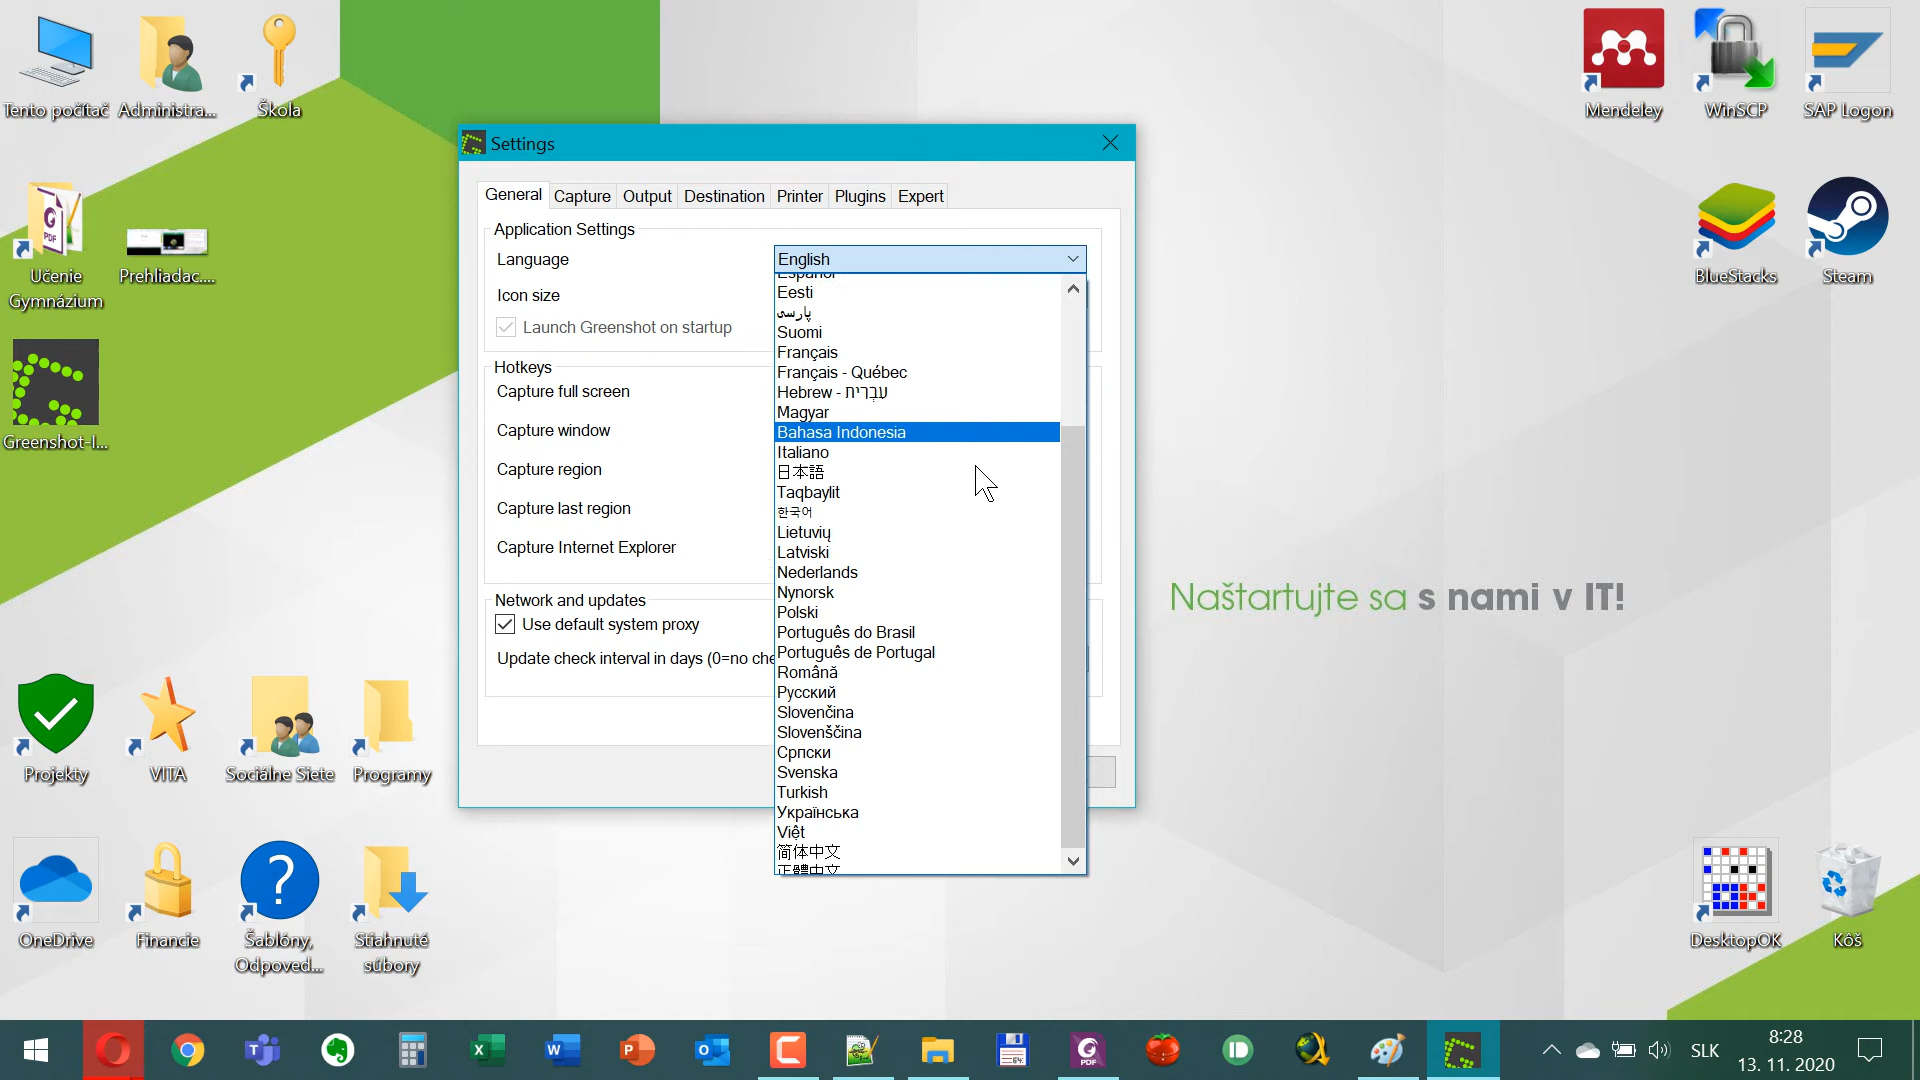 Tento počítač
Administra...
Škola
Mendeley
WinSCP
SAP Logon
Učenie
Gymnázium
Prehliadac....
BlueStacks
Steam
Greenshot-I...
Settings
General
Capture
Output
Destination
Printer
Plugins
Expert
Application Settings
Language
English
Icon size
Launch Greenshot on startup
Hotkeys
Capture full screen
Capture window
Capture region
Capture last region
Capture Internet Explorer
Network and updates
Use default system proxy
Update check interval in days (0=no che
Español
Eesti
پارسی
Suomi
Français
Français - Québec
Hebrew - עִבְרִית
Magyar
Bahasa Indonesia
Italiano
日本語
Taqbaylit
한국어
Lietuvių
Latviski
Nederlands
Nynorsk
Polski
Português do Brasil
Português de Portugal
Română
Русский
Slovenčina
Slovenščina
Српски
Svenska
Turkish
Українська
Việt
简体中文
正體中文
Naštartujte sa s nami v IT!
Projekty
VITA
Sociálne Siete
Programy
OneDrive
Financie
Šablóny,
Odpoved...
Stiahnuté
súbory
DesktopOK
Kôš
SLK
8:28
13. 11. 2020